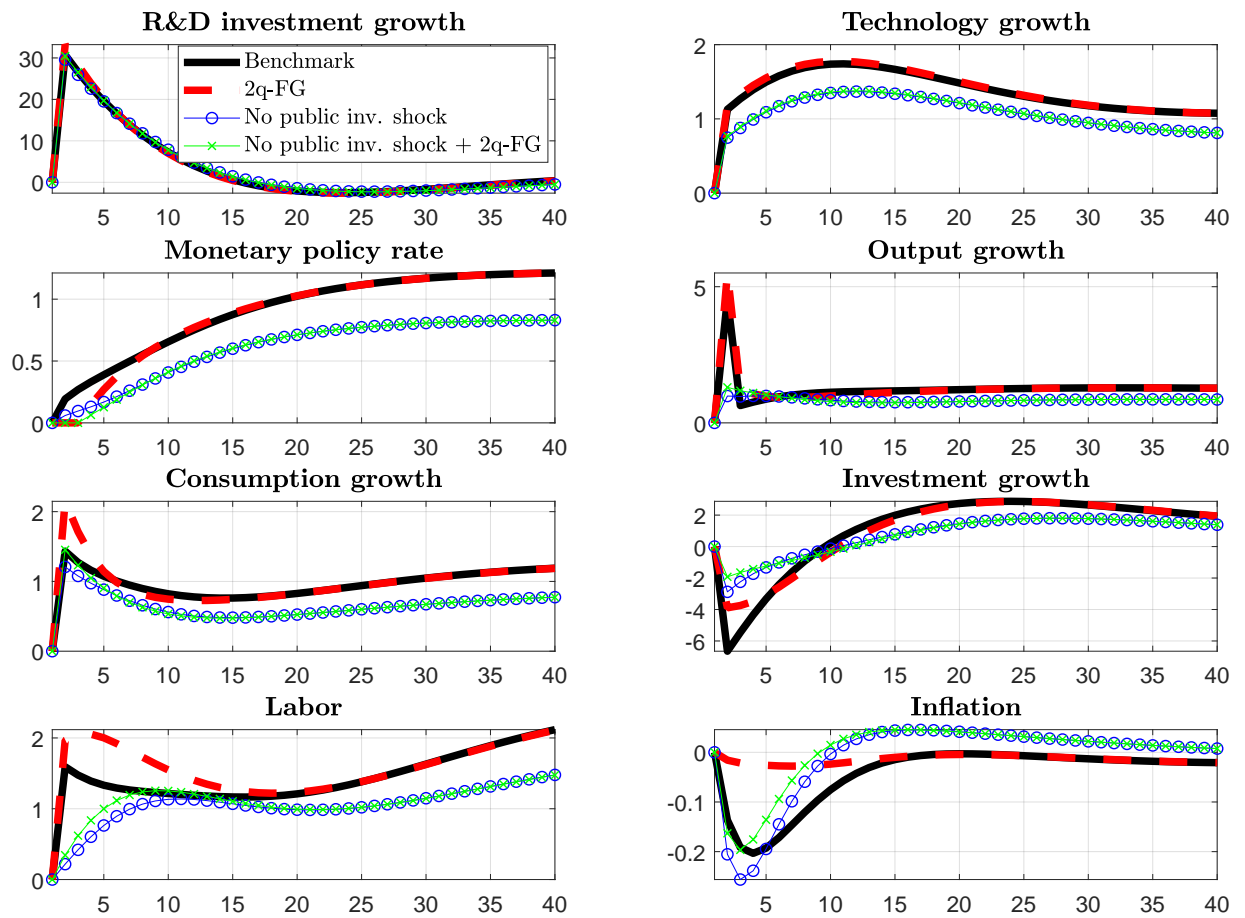 R&D investment growth
30
20
10
0
5 10 15 20 25 30 35 40
Benchmark
2q-FG
No public inv. shock
No public inv. shock + 2q-FG
Technology growth
2
1
0
5 10 15 20 25 30 35 40
Monetary policy rate
1
0.5
0
5 10 15 20 25 30 35 40
Output growth
5
0
5 10 15 20 25 30 35 40
Consumption growth
2
1
0
5 10 15 20 25 30 35 40
Investment growth
2
0
-2
-4
-6
5 10 15 20 25 30 35 40
Labor
2
1
0
5 10 15 20 25 30 35 40
Inflation
0
-0.1
-0.2
5 10 15 20 25 30 35 40